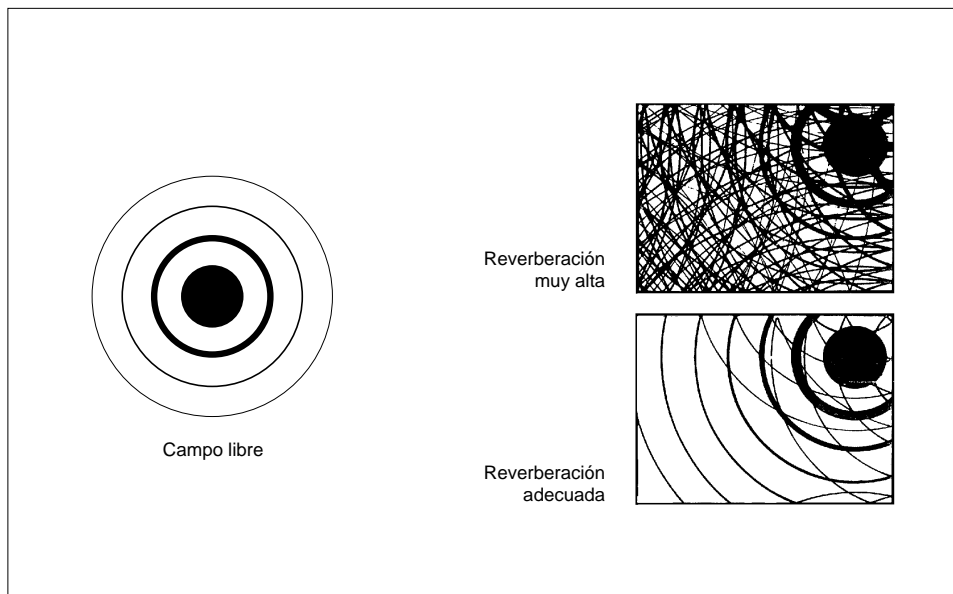 Campo libre
Reverberación
muy alta
Reverberación
adecuada